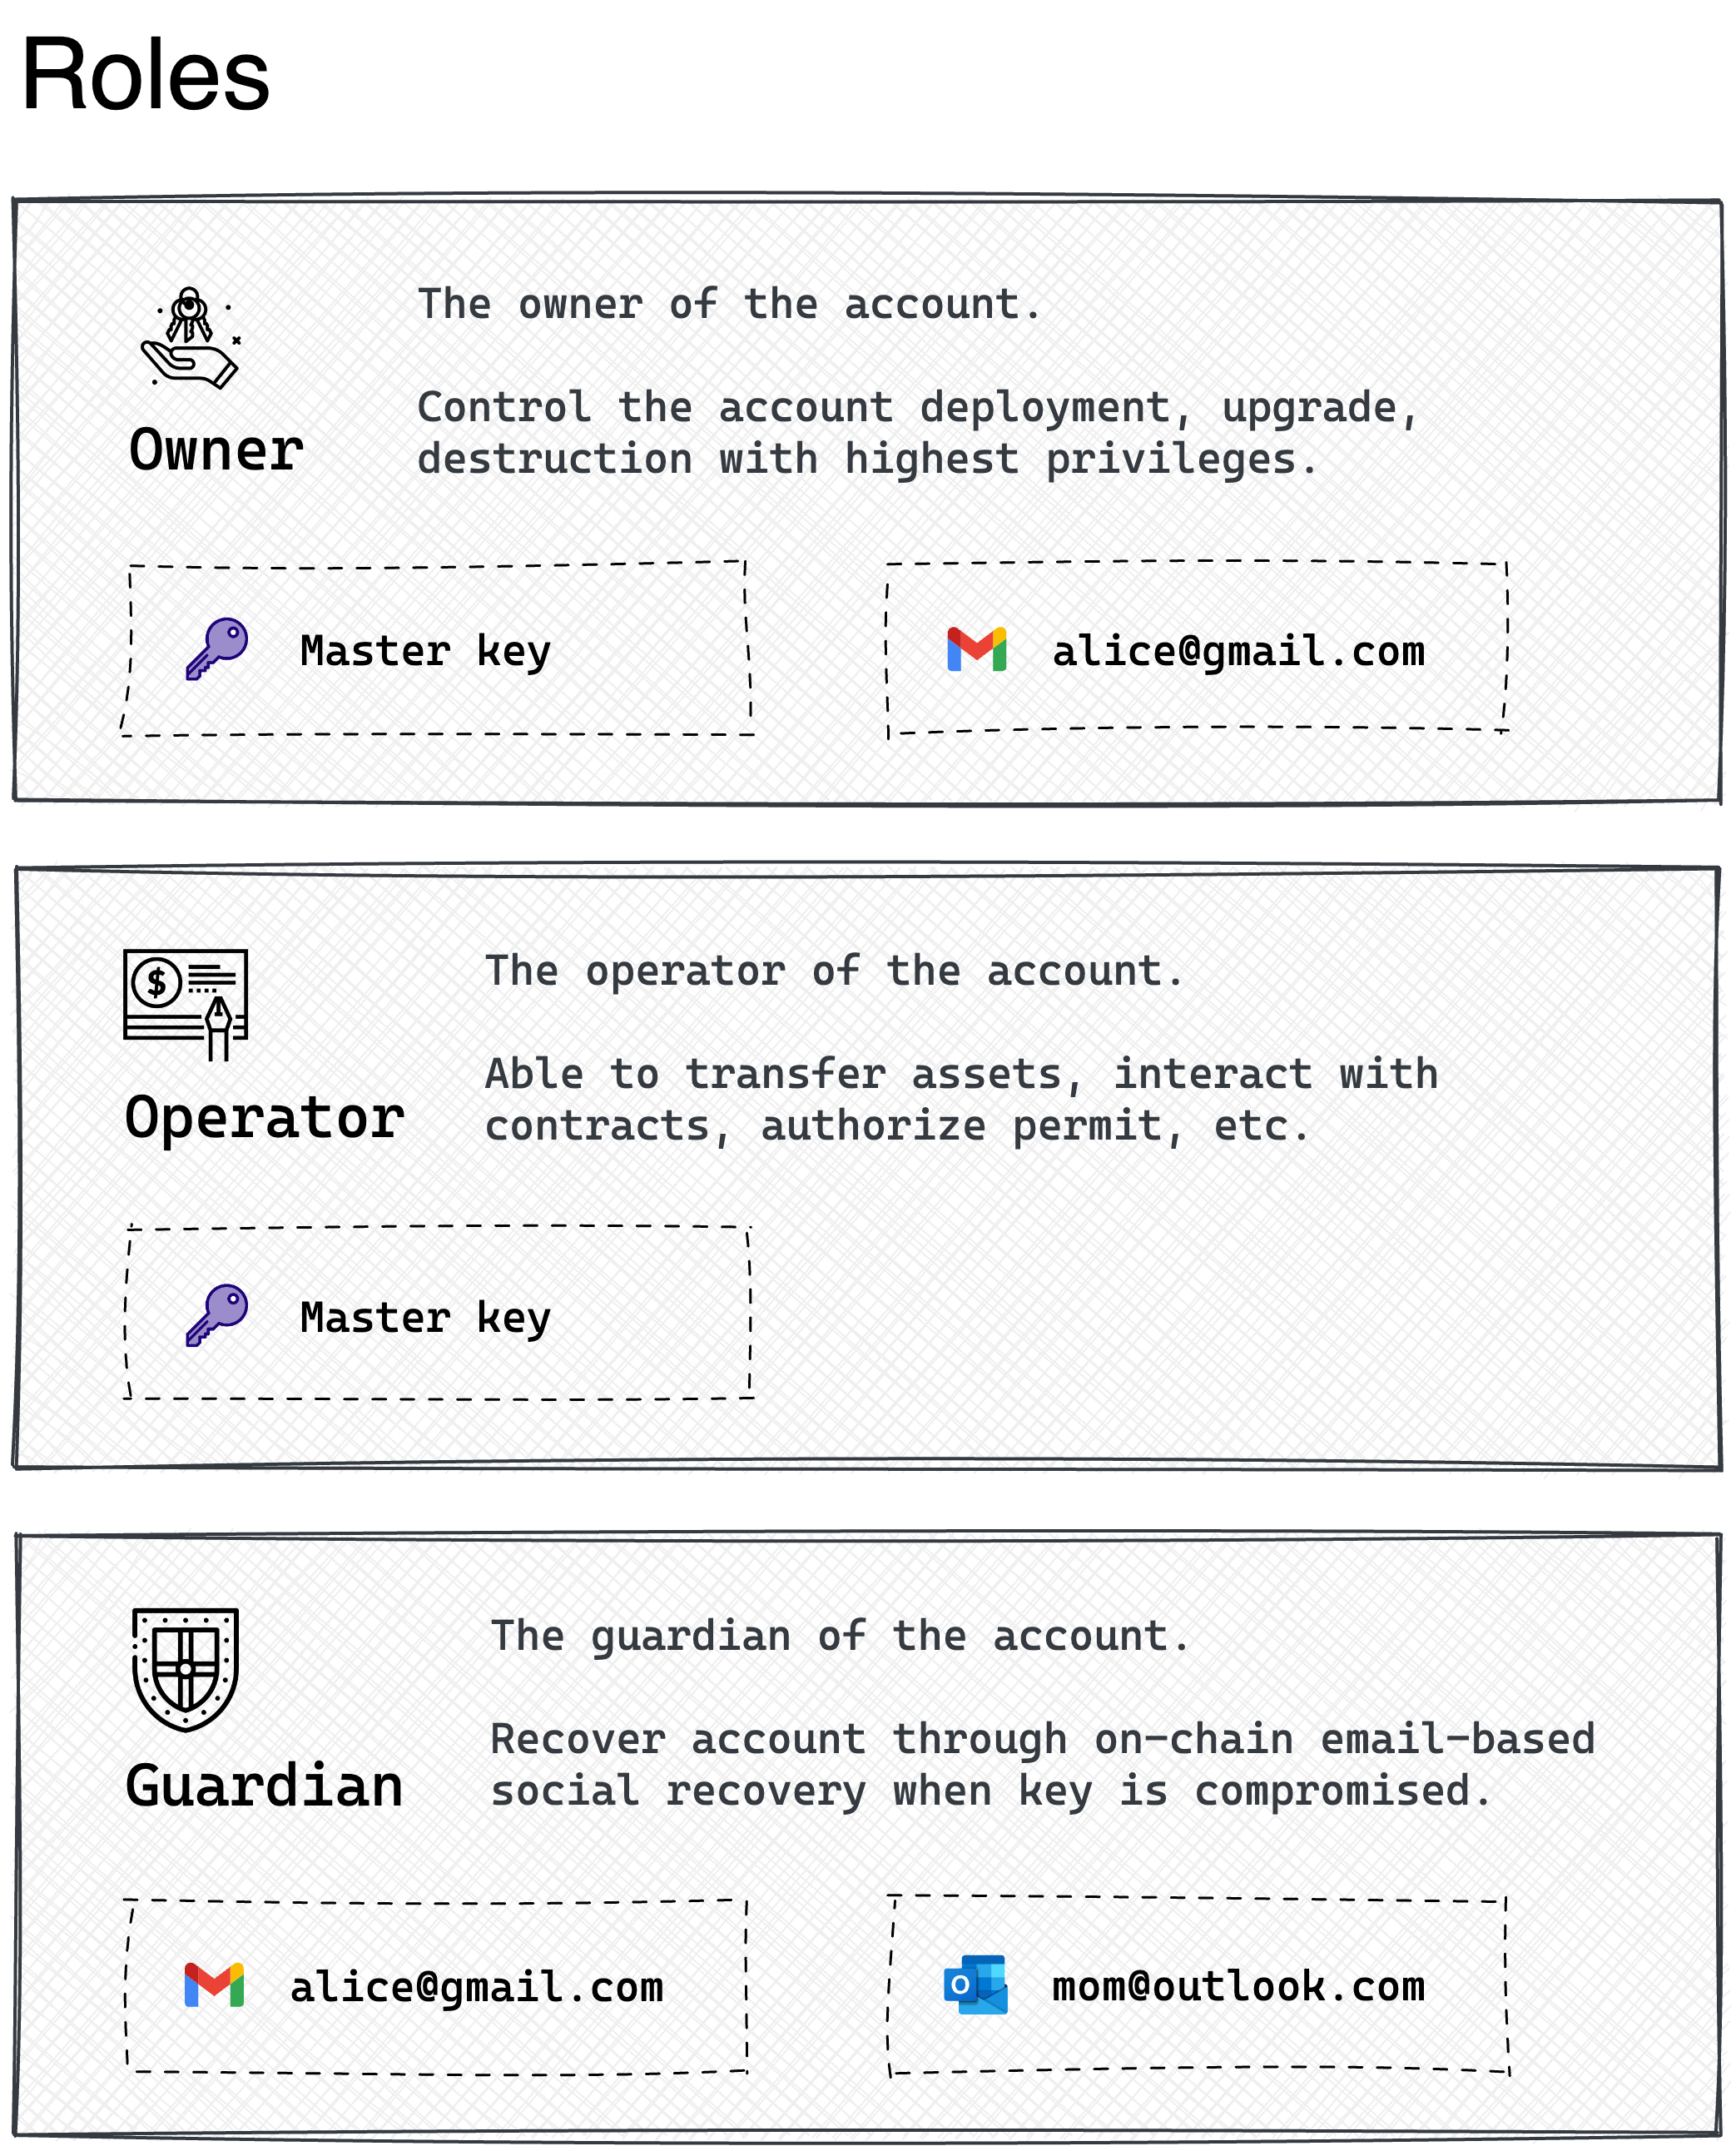 Roles
The owner of the account.
Control the account deployment, upgrade,
destruction with highest privileges.
Owner
Master key
alice@gmail.com
The operator of the account.
Able to transfer assets, interact with
contracts, authorize permit, etc.
Operator
Master key
The guardian of the account.
Recover account through on-chain email-based
social recovery when key is compromised.
Guardian
alice@gmail.com
mom@outlook.com